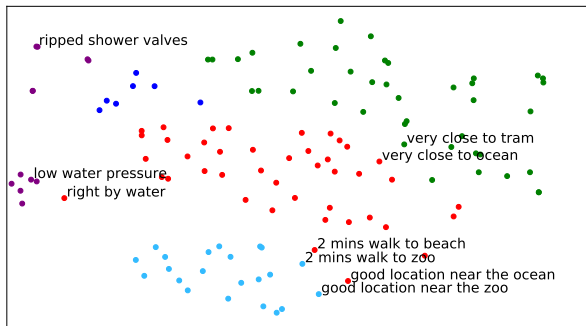 ripped shower valves
very close to tram
very close to ocean
low water pressure
right by water
2 mins walk to beach
2 mins walk to zoo
good location near the ocean
good location near the zoo